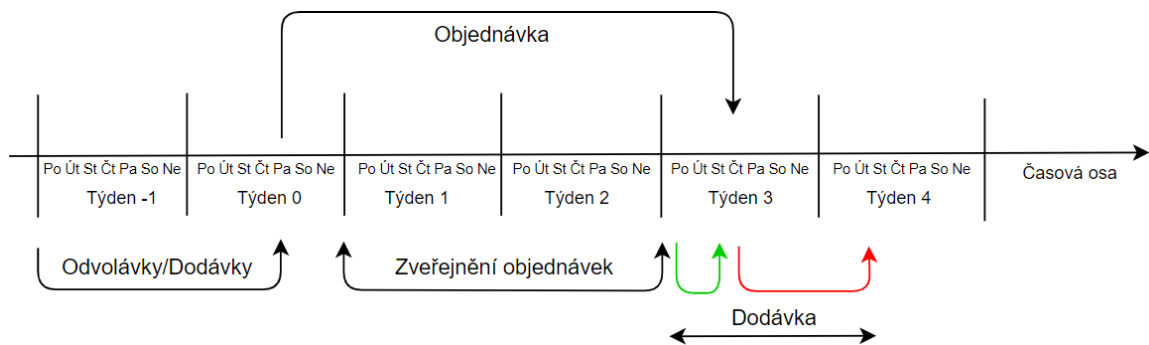 Objednávka
Po Út St Čt Pa So Ne Po Út St Čt Pa So Ne Po Út St Čt Pa So Ne Po Út St Čt Pa So Ne Po Út St Čt Pa So Ne Po Út St Čt Pa So Ne
Týden -1 Týden 0 Týden 1 Týden 2 Týden 3 Týden 4 Časová osa
Odvolávky/Dodávky Zveřejnění objednávek
Dodávka